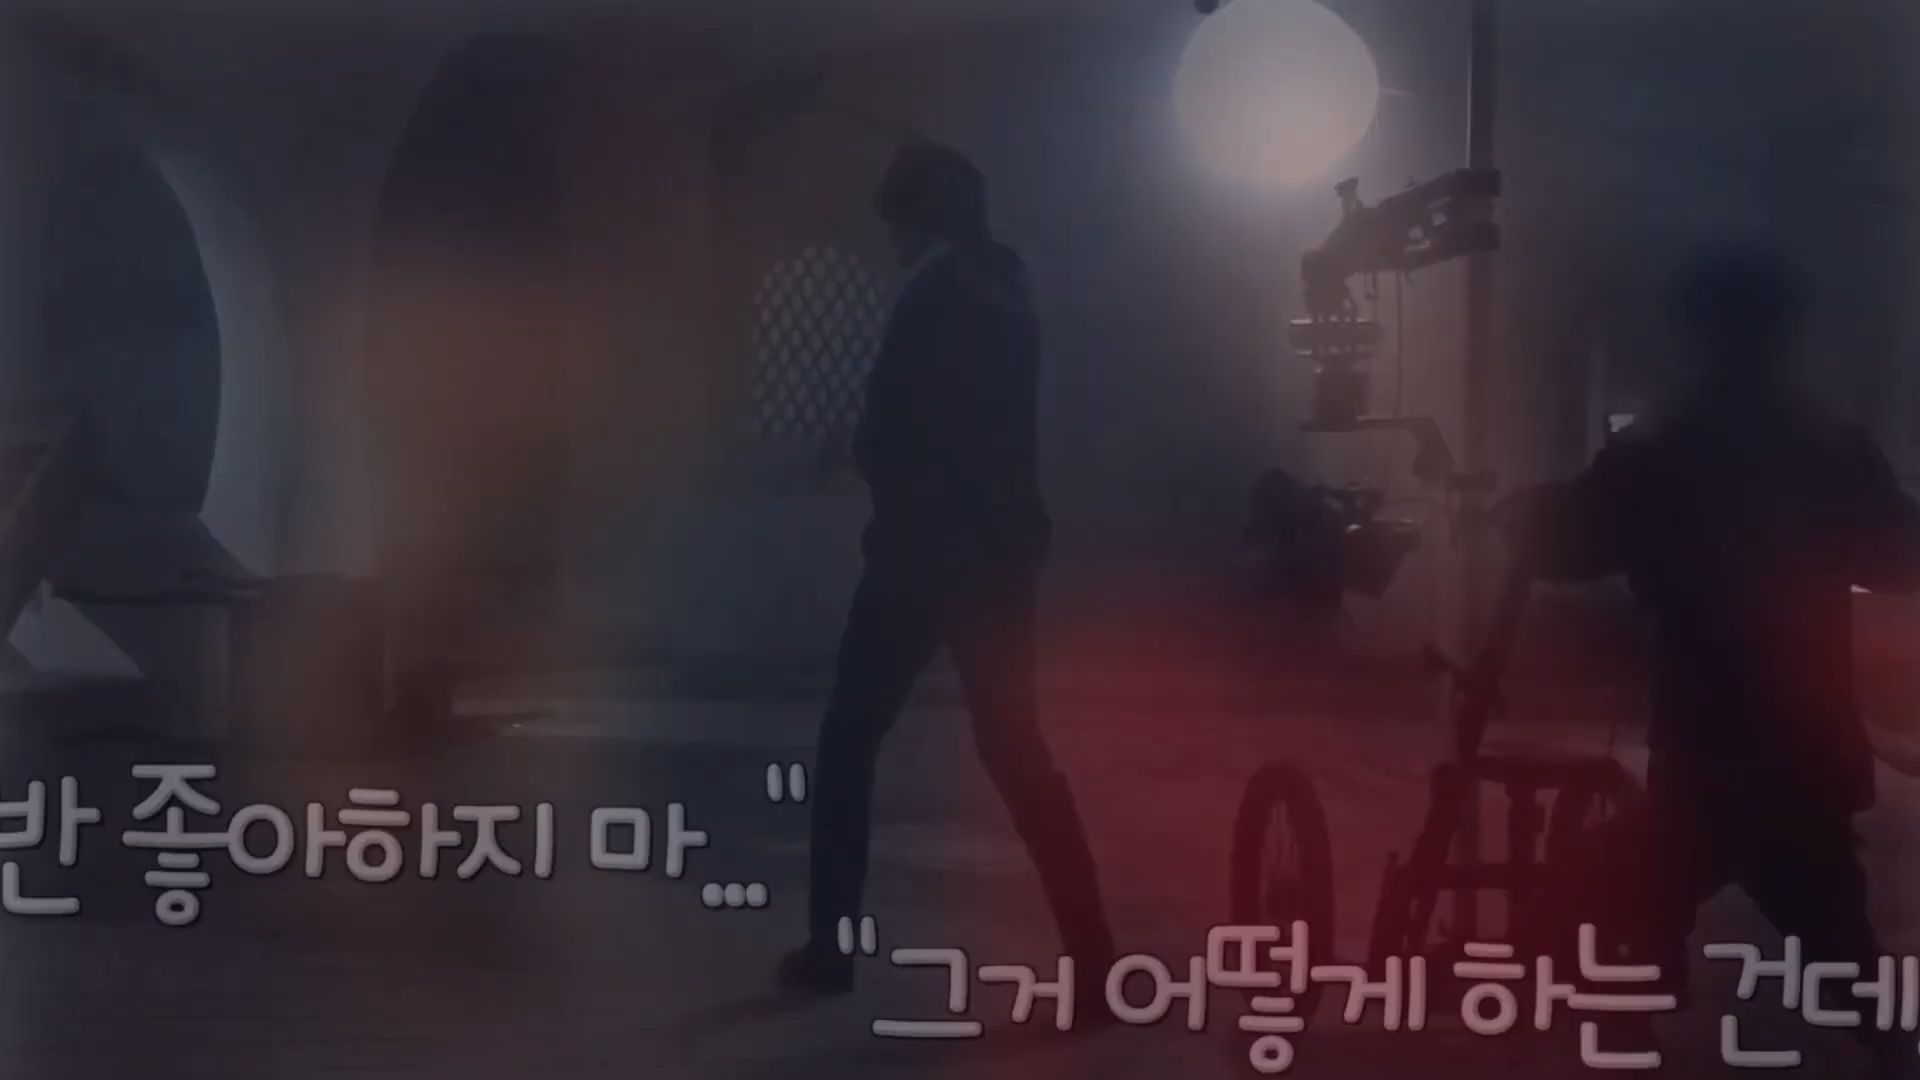 반 좋아하지 마..."
"그거 어떻게 하는 건데